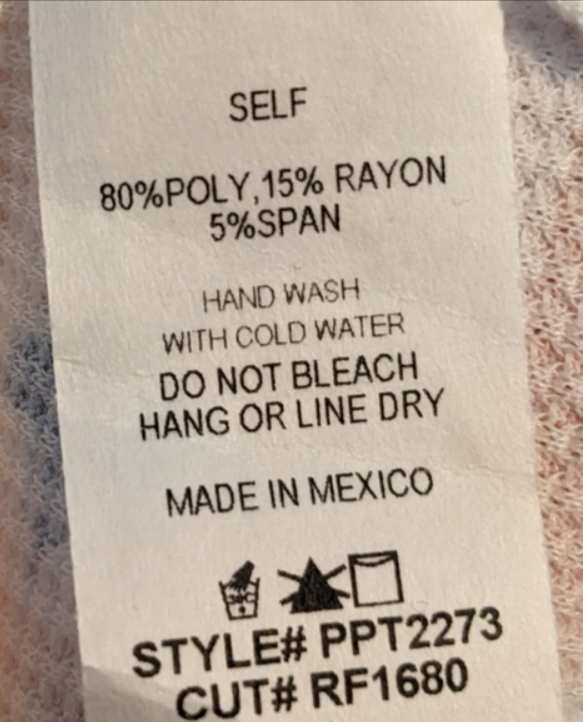 SELF
80%POLY,15% RAYON
5%SPAN
HAND WASH
WITH COLD WATER
DO NOT BLEACH
HANG OR LINE DRY
MADE IN MEXICO
STYLE# PPT2273
CUT# RF1680